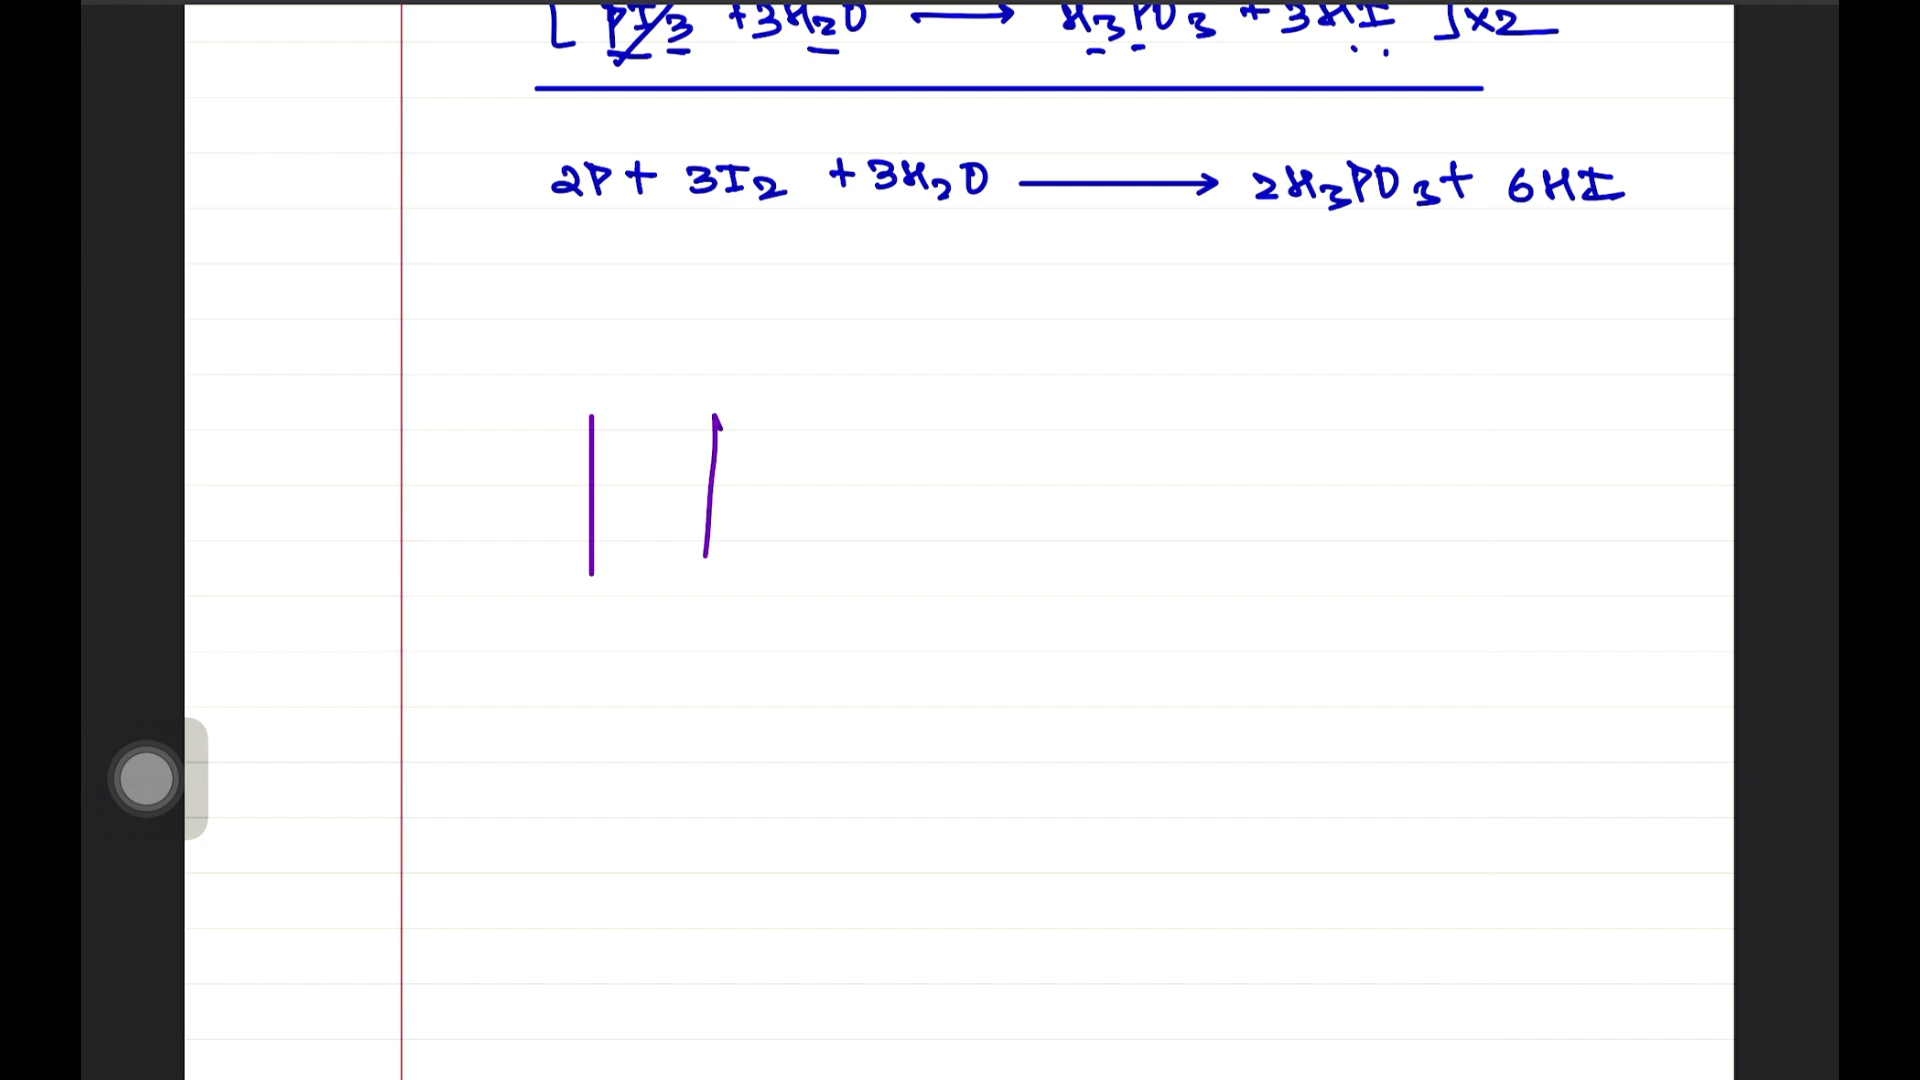 [ PI3 +3H2O ⟶ H3PO3 + 3HI ]×2
2P + 3I2 +3H2O ⟶ 2H3PO3+ 6HI